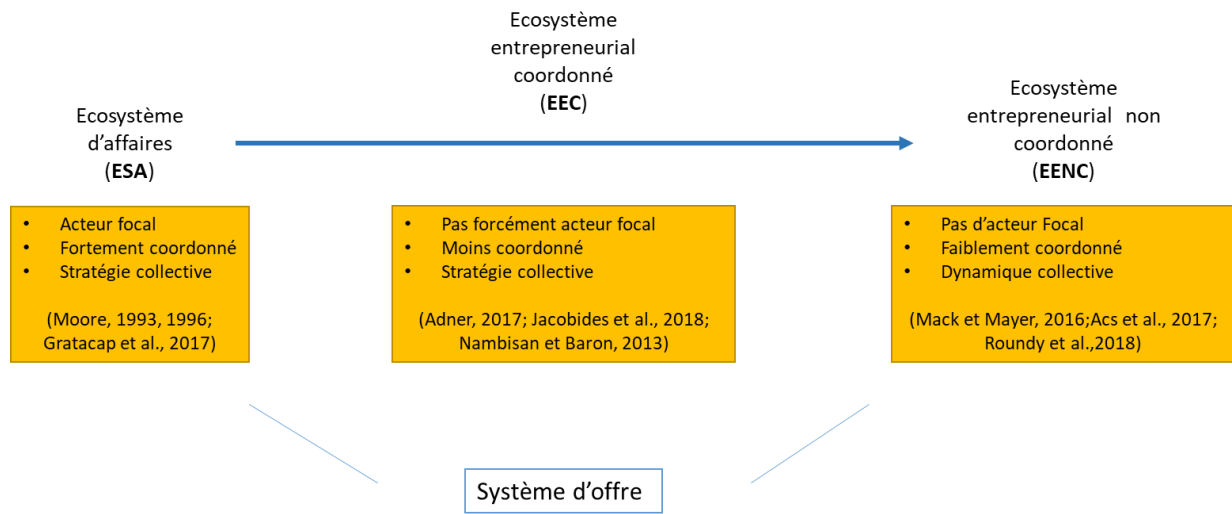 Ecosystème
entrepreneurial
coordonné
(EEC)
Ecosystème
d'affaires
(ESA)
Ecosystème
entrepreneurial non
coordonné
(EENC)
• Acteur focal
• Fortement coordonné
• Stratégie collective
(Moore, 1993, 1996;
Gratacap et al., 2017)
• Pas forcément acteur focal
• Moins coordonné
• Stratégie collective
(Adner, 2017; Jacobides et al., 2018;
Nambisan et Baron, 2013)
• Pas d'acteur Focal
• Faiblement coordonné
• Dynamique collective
(Mack et Mayer, 2016;Acs et al., 2017;
Roundy et al.,2018)
Système d'offre